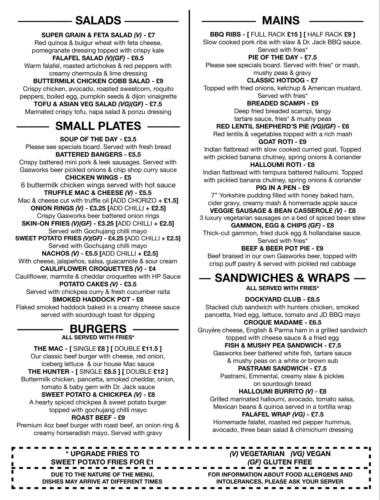 SALADS
SUPER GRAIN & FETA SALAD (V) - £7
Red quinoa & bulgur wheat with feta cheese,
pomegranate dressing topped with crispy kale
FALAFEL SALAD (V)(GF) - £6.5
Warm falafel, roasted artichokes & red peppers with
creamy chermoula & lime dressing
BUTTERMILK CHICKEN COBB SALAD - £9
Crispy chicken, avocado, roasted sweetcorn, roquito
peppers, boiled egg, pumpkin seeds & dijon vinaigrette
TOFU & ASIAN VEG SALAD (VG)(GF) - £7.5
Marinated crispy tofu, napa salad & ponzu dressing
SMALL PLATES
SOUP OF THE DAY - £3.5
Please see specials board. Served with fresh bread
BATTERED BANGERS - £5.5
Crispy battered mint pork & leek sausages. Served with
Gasworks beer pickled onions & chip shop curry sauce
CHICKEN WINGS - £5
6 buttermilk chicken wings served with hot sauce
TRUFFLE MAC & CHEESE (V) - £5.5
Mac & cheese cut with truffle oil [ADD CHORIZO + £1.5]
ONION RINGS (V) - £3.25 [ADD CHILLI + £2.5]
Crispy Gasworks beer battered onion rings
SKIN-ON FRIES (V)(GF) - £3.25 [ADD CHILLI + £2.5]
Served with Gochujang chilli mayo
SWEET POTATO FRIES (V)(GF) - £4.25 [ADD CHILLI + £2.5]
Served with Gochujang chilli mayo
NACHOS (V) - £5.5 [ADD CHILLI + £2.5]
With cheese, jalapeños, salsa, guacamole & sour cream
CAULIFLOWER CROQUETTES (V) - £4
Cauliflower, marmite & cheddar croquettes with HP Sauce
POTATO CAKES (V) - £3.5
Served with chickpea curry & fresh cucumber raita
SMOKED HADDOCK POT - £8
Flaked smoked haddock baked in a creamy cheese sauce
served with sourdough toast for dipping
BURGERS
ALL SERVED WITH FRIES*
THE MAC - [ SINGLE £8 ] [ DOUBLE £11.5 ]
Our classic beef burger with cheese, red onion,
iceberg lettuce & our house Mac sauce
THE HUNTER - [ SINGLE £8.5 ] [ DOUBLE £12 ]
Buttermilk chicken, pancetta, smoked cheddar, onion,
tomato & baby gem with Dr. Jack sauce
SWEET POTATO & CHICKPEA (V) - £8
A hearty spiced chickpea & sweet potato burger
topped with gochujang chilli mayo
ROAST BEEF - £9
Premium 4oz beef burger with roast beef, an onion ring &
creamy horseradish mayo. Served with gravy
MAINS
BBQ RIBS - [ FULL RACK £15 ] [ HALF RACK £9 ]
Slow cooked pork ribs with slaw & Dr. Jack BBQ sauce.
Served with fries*
PIE OF THE DAY - £7.5
Please see specials board. Served with fries* or mash,
mushy peas & gravy
CLASSIC HOTDOG - £7
Topped with fried onions, ketchup & American mustard.
Served with fries*
BREADED SCAMPI - £9
Deep fried breaded scampi, tangy
tartare sauce, fries* & mushy peas
RED LENTIL SHEPHERD'S PIE (VG)(GF) - £6
Red lentils & vegetables topped with a rich mash
GOAT ROTI - £9
Indian flatbread with slow cooked curried goat. Topped
with pickled banana chutney, spring onions & coriander
HALLOUMI ROTI - £8
Indian flatbread with tempura battered halloumi. Topped
with pickled banana chutney, spring onions & coriander
PIG IN A PEN - £9
7" Yorkshire pudding filled with honey baked ham,
cider gravy, creamy mash & homemade apple sauce
VEGGIE SAUSAGE & BEAN CASSEROLE (V) - £8
3 luxury vegetarian sausages on a bed of spiced bean stew
GAMMON, EGG & CHIPS (GF) - £8
Thick-cut gammon, fried duck egg & hollandaise sauce.
Served with fries*
BEEF & BEER POT PIE - £9
Beef braised in our own Gasworks beer, topped with
crisp puff pastry & served with pickled red cabbage
SANDWICHES & WRAPS
ALL SERVED WITH FRIES*
DOCKYARD CLUB - £8.5
Stacked club sandwich with hunters chicken, smoked
pancetta, fried egg, lettuce, tomato and JD BBQ mayo
CROQUE MADAME - £6.5
Gruyère cheese, English & Parma ham in a grilled sandwich
topped with cheese sauce & a fried egg
FISH & MUSHY PEA SANDWICH - £7.5
Gasworks beer battered white fish, tartare sauce
& mushy peas on a white or brown sub
PASTRAMI SANDWICH - £7.5
Pastrami, Emmental, creamy slaw & pickles
on sourdough bread
HALLOUMI BURRITO (V) - £8
Grilled marinated halloumi, avocado, tomato salsa,
Mexican beans & quinoa served in a tortilla wrap
FALAFEL WRAP (VG) - £7.5
Homemade falafel, roasted red pepper hummus,
avocado, three bean salad & chimichurri dressing
* UPGRADE FRIES TO
SWEET POTATO FRIES FOR £1
(V) VEGETARIAN (VG) VEGAN
(GF) GLUTEN FREE
DUE TO THE NATURE OF THE MENU,
DISHES MAY ARRIVE AT DIFFERENT TIMES
FOR INFORMATION ABOUT FOOD ALLERGENS AND
INTOLERANCES, PLEASE ASK YOUR SERVER